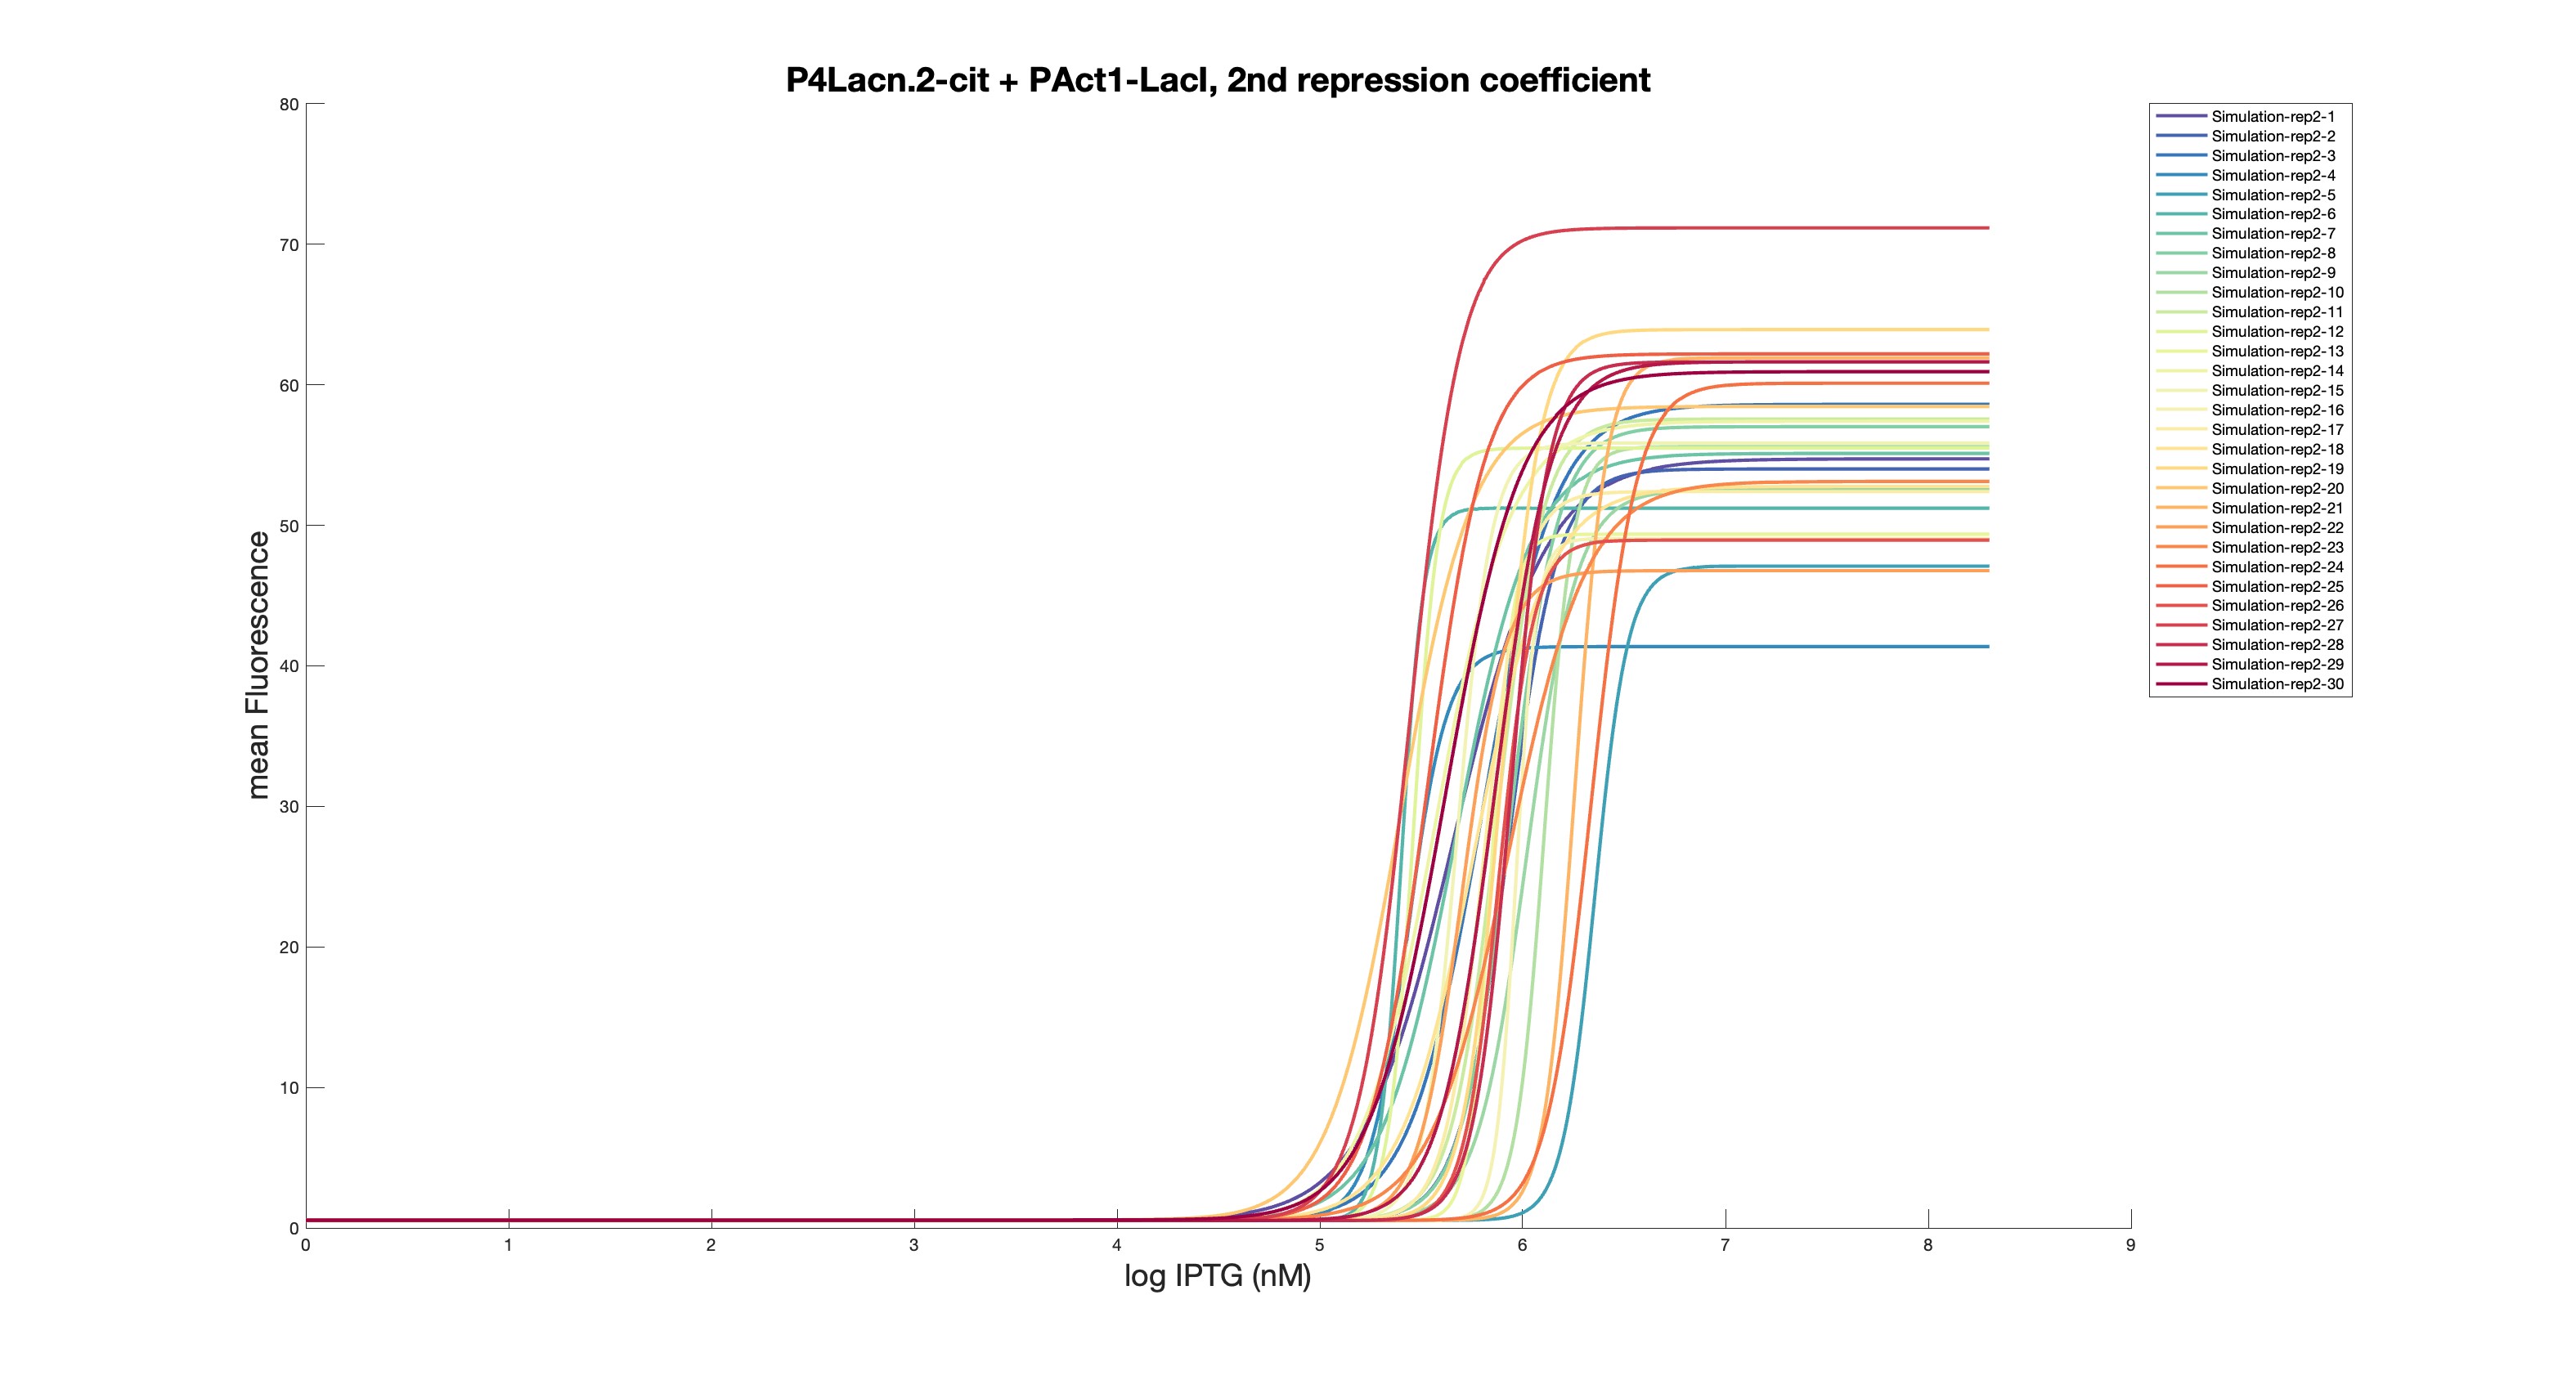 P4Lacn.2-cit + PAct1-LacI, 2nd repression coefficient
80
70
60
50
40
30
20
10
0
mean Fluorescence
0 1 2 3 4 5 6 7 8 9
log IPTG (nM)
Simulation-rep2-1
Simulation-rep2-2
Simulation-rep2-3
Simulation-rep2-4
Simulation-rep2-5
Simulation-rep2-6
Simulation-rep2-7
Simulation-rep2-8
Simulation-rep2-9
Simulation-rep2-10
Simulation-rep2-11
Simulation-rep2-12
Simulation-rep2-13
Simulation-rep2-14
Simulation-rep2-15
Simulation-rep2-16
Simulation-rep2-17
Simulation-rep2-18
Simulation-rep2-19
Simulation-rep2-20
Simulation-rep2-21
Simulation-rep2-22
Simulation-rep2-23
Simulation-rep2-24
Simulation-rep2-25
Simulation-rep2-26
Simulation-rep2-27
Simulation-rep2-28
Simulation-rep2-29
Simulation-rep2-30